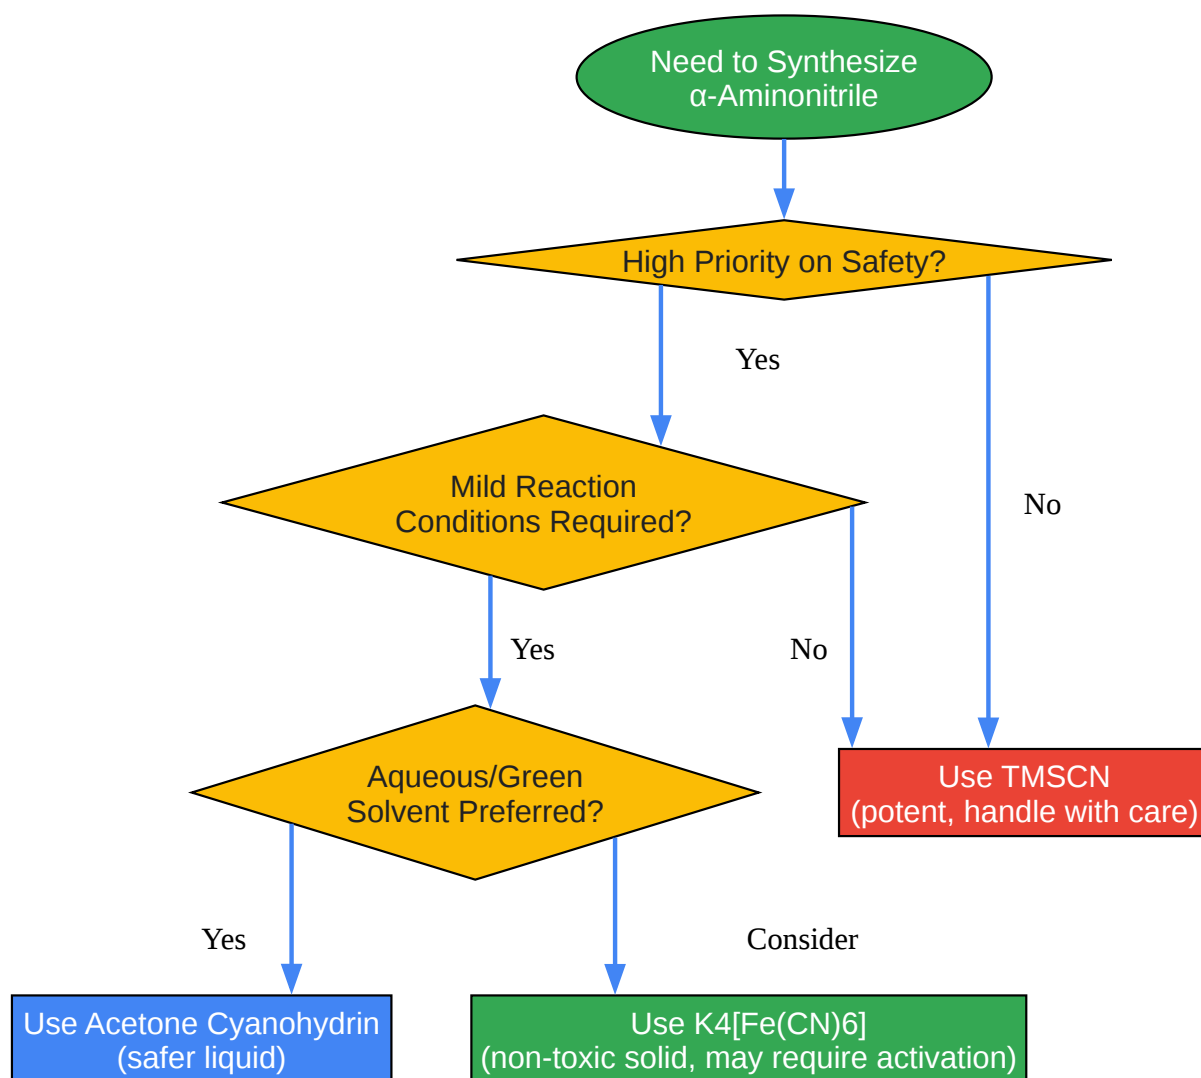 Need to Synthesize
α-Aminonitrile
High Priority on Safety?
Yes
Mild Reaction
Conditions Required?
No
Yes
No
Aqueous/Green
Solvent Preferred?
Use TMSCN
(potent, handle with care)
Yes
Consider
Use Acetone Cyanohydrin
(safer liquid)
Use K4[Fe(CN)6]
(non-toxic solid, may require activation)